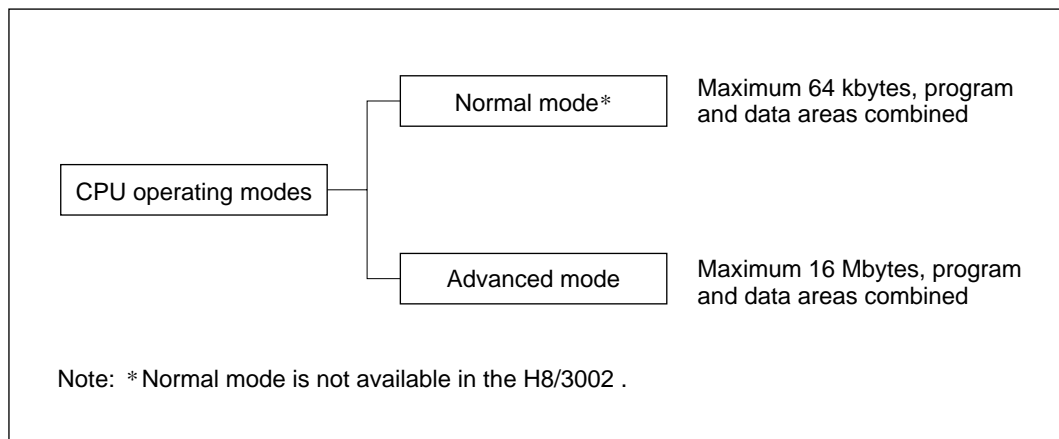 Normal mode*
Maximum 64 kbytes, program
and data areas combined
CPU operating modes
Advanced mode
Maximum 16 Mbytes, program
and data areas combined
Note: * Normal mode is not available in the H8/3002 .